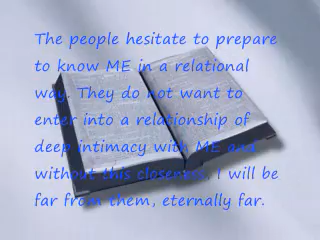 The people hesitate to prepare
to know ME in a relational
way. They do not want to
enter into a relationship of
deep intimacy with ME and
without this closeness, I will be
far from them, eternally far.